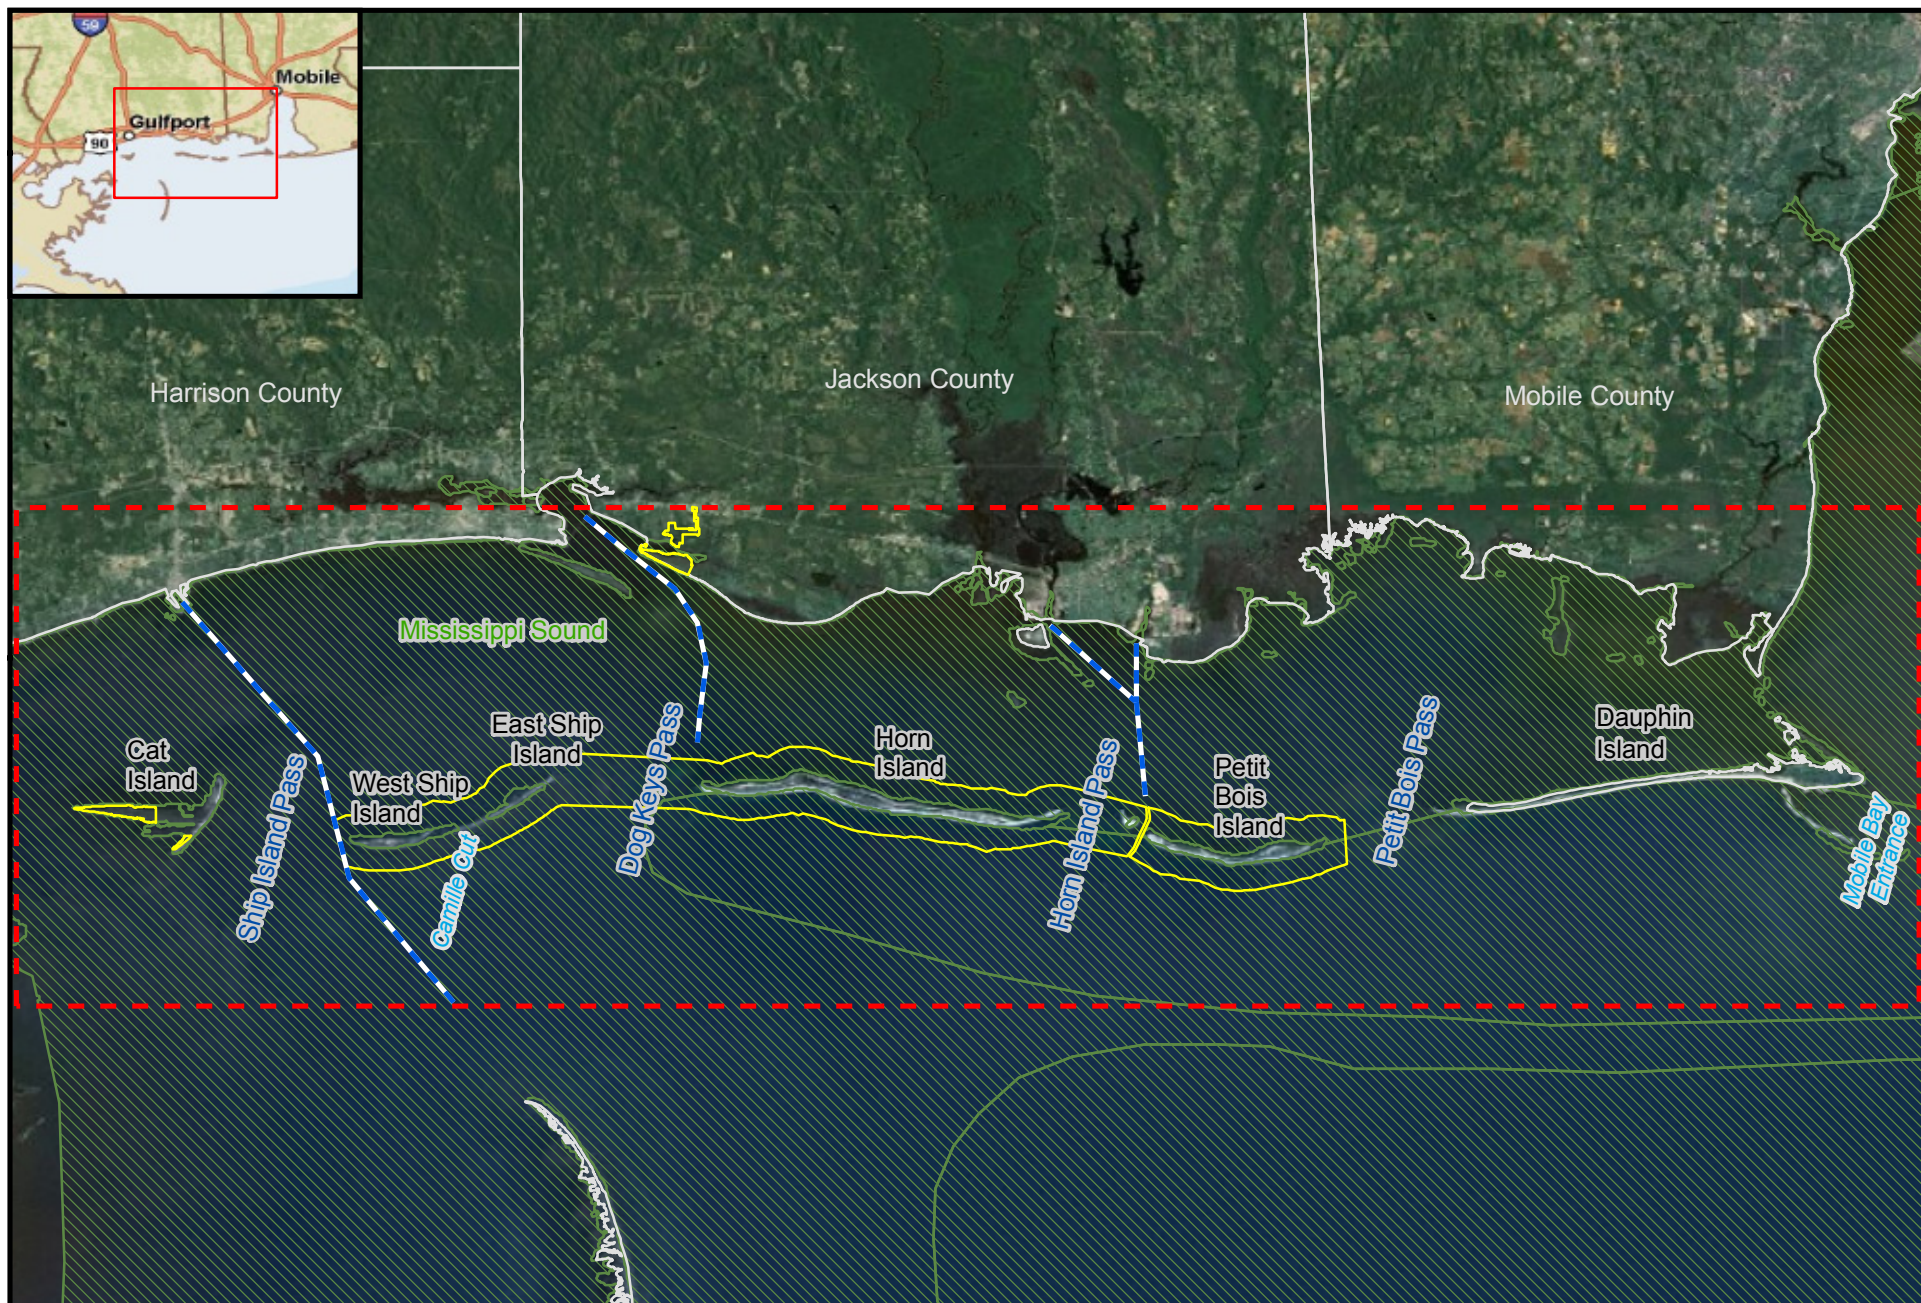 59
Mobile
Gulfport
90
Harrison County
Jackson County
Mobile County
Mississippi Sound
Cat
Island
Ship Island Pass
West Ship
Island
East Ship
Island
Camille Cut
Dog Keys Pass
Horn
Island
Horn Island Pass
Petit
Bois
Island
Petit Bois Pass
Dauphin
Island
Mobile Bay
Entrance